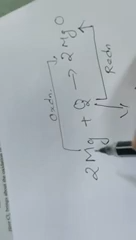 Oxdn.
2Mg + O₂ → 2MgO
Redn